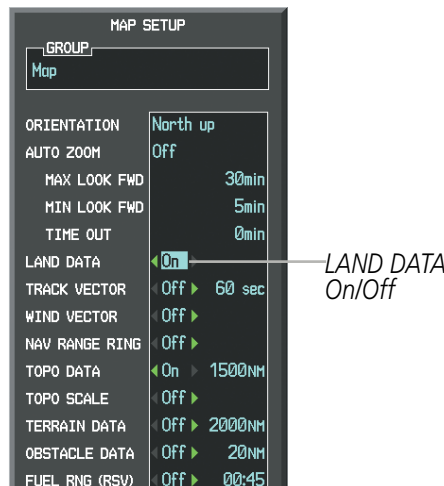 MAP SETUP
GROUP
Map
ORIENTATION North up
AUTO ZOOM Off
MAX LOOK FWD 30min
MIN LOOK FWD 5min
TIME OUT 0min
LAND DATA On
LAND DATA
On/Off
TRACK VECTOR Off 60 sec
WIND VECTOR Off
NAV RANGE RING Off
TOPO DATA On 1500NM
TOPO SCALE Off
TERRAIN DATA Off 2000NM
OBSTACLE DATA Off 20NM
FUEL RNG (RSV) Off 00:45